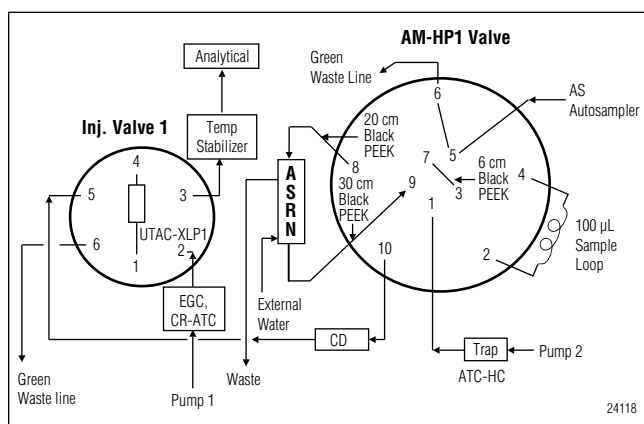 AM-HP1 Valve
Analytical
Green
Waste Line
6
AS
Autosampler
Inj. Valve 1
Temp
Stabilizer
20 cm
Black
PEEK
4
5
3
UTAC-XLP1
6
2
1
8
ASRN
30 cm
Black
PEEK
7
5
9
1
3
6 cm
Black
PEEK
4
10
2
100 µL
Sample
Loop
EGC,
CR-ATC
External
Water
CD
Trap
Pump 2
ATC-HC
Green
Waste line
Pump 1
Waste
24118